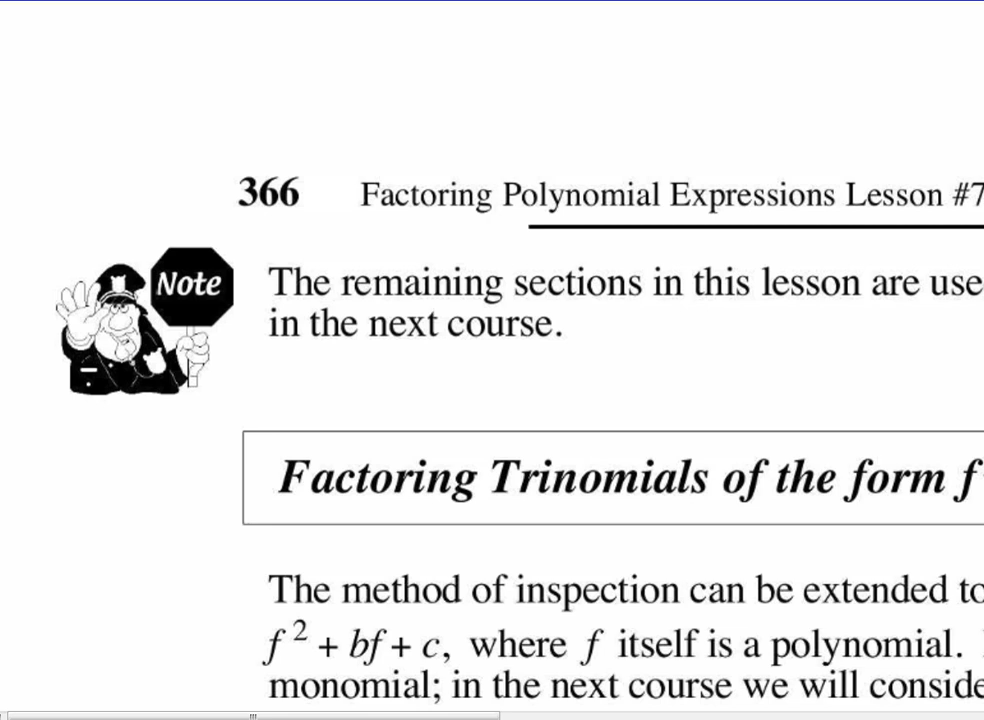 366 Factoring Polynomial Expressions Lesson #7
Note
The remaining sections in this lesson are use
in the next course.
Factoring Trinomials of the form f
The method of inspection can be extended to
f² + bf + c, where f itself is a polynomial.
monomial; in the next course we will conside